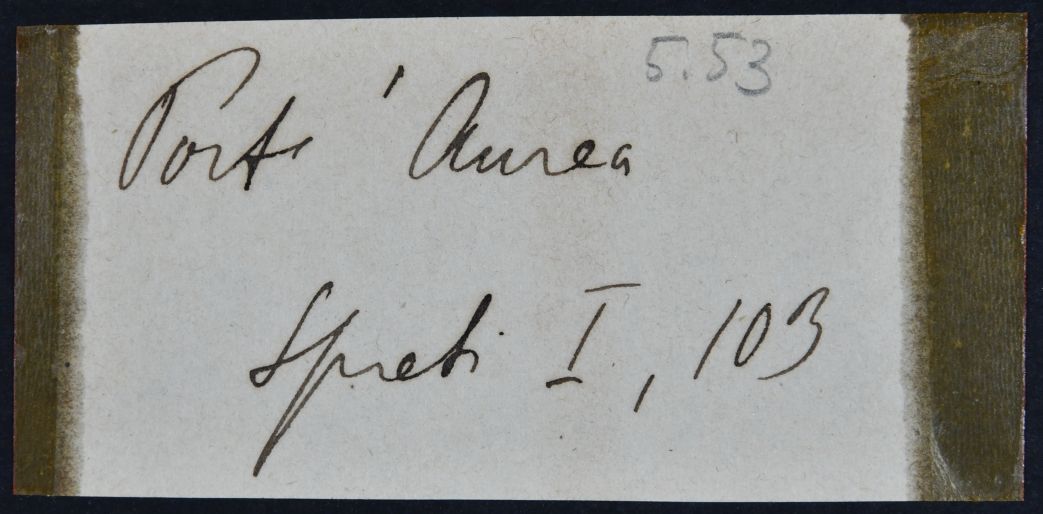 5.53
Porta Aurea
Spreti I, 103